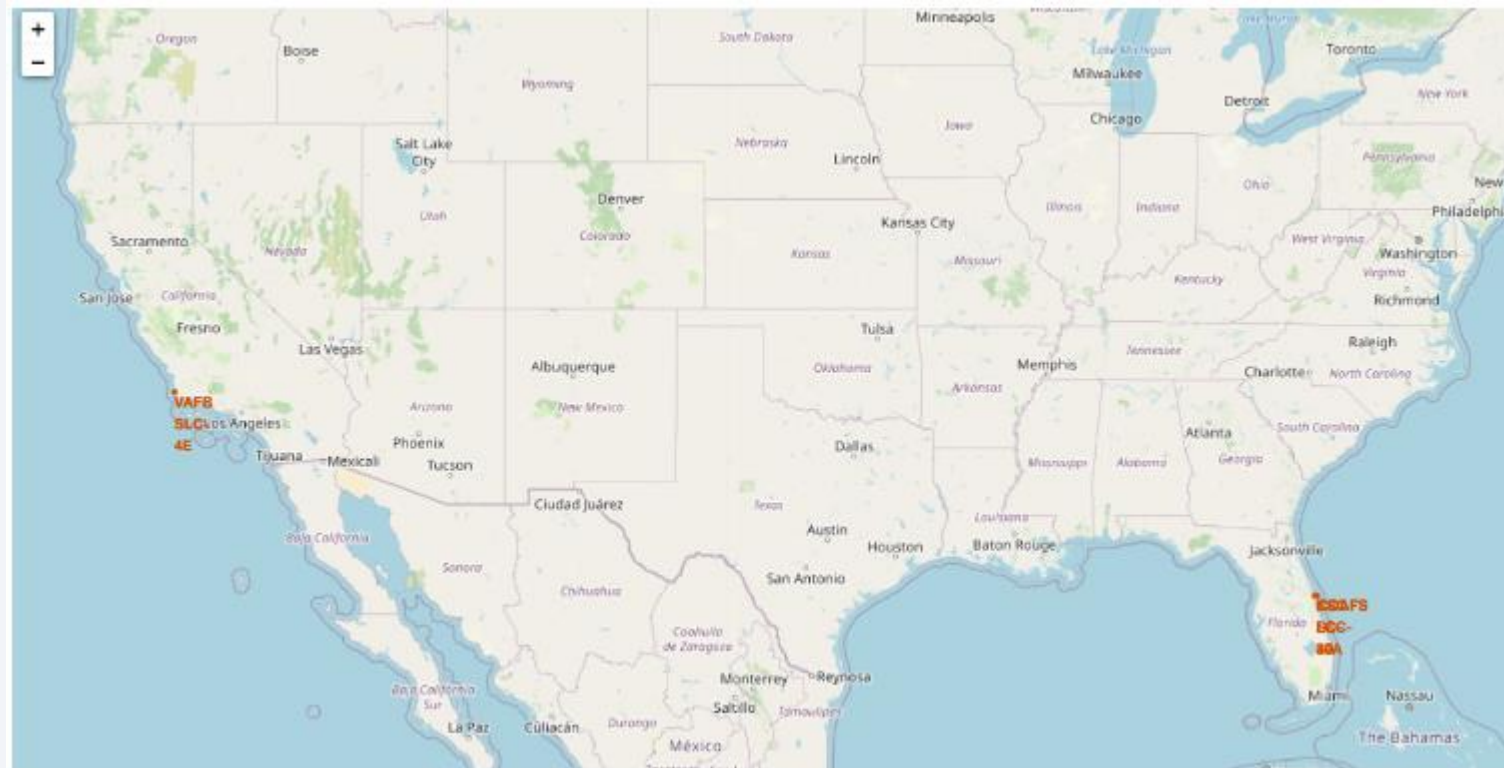 +
−
Oregon
Boise
South Dakota
Minneapolis
Wyoming
Lake Michigan
Toronto
Milwaukee
New York
Detroit
Chicago
Iowa
Nebraska
Salt Lake
City
Lincoln
Pennsylvania
Ohio
New
Denver
Utah
Illinois
Indiana
Philadelphi
Colorado
Kansas City
Sacramento
Nevada
Kansas
Missouri
West Virginia
Washington
Virginia
Kentucky
San Jose
California
Richmond
Fresno
Las Vegas
Tulsa
Raleigh
Tennessee
Albuquerque
Oklahoma
Memphis
Charlotte
North Carolina
Arkansas
VAFB
SLC-
4E
Los Angeles
Arizona
New Mexico
Phoenix
Dallas
Atlanta
South Carolina
Tijuana
Mexicali
Tucson
Mississippi
Alabama
Georgia
Ciudad Juárez
Texas
Louisiana
Baja California
Austin
Houston
Baton Rouge
Jacksonville
Sonora
San Antonio
Chihuahua
Florida
Coahuila
de Zaragoza
Monterrey
Reynosa
Baja California
Sur
Miami
Nassau
Saltillo
Tamaulipas
La Paz
Culiacán
Durango
México
The Bahamas